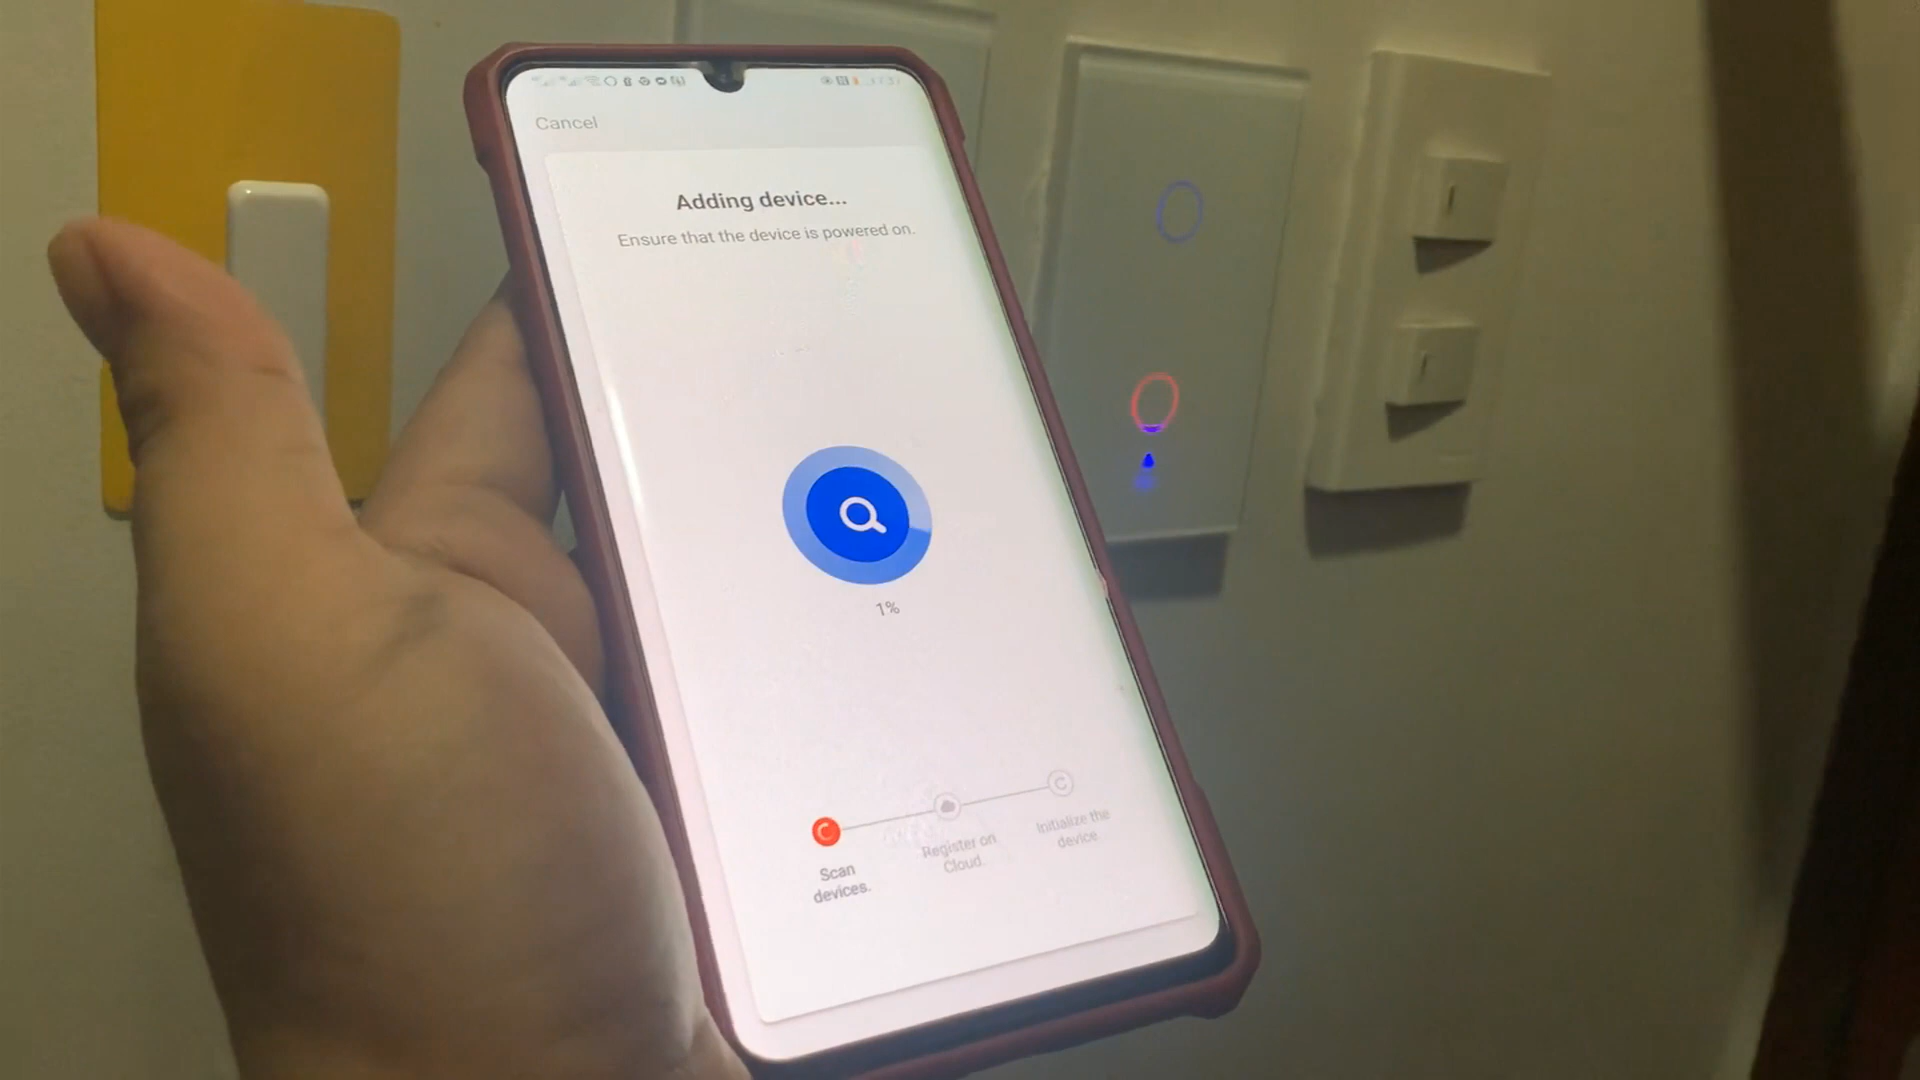 Cancel
Adding device...
Ensure that the device is powered on.
1%
Scan
devices.
Register on
Cloud.
Initialize the
device.